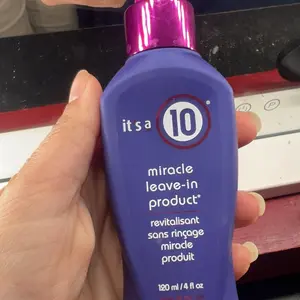 it's a 10
miracle
leave-in
product*
revitalisant
sans rinçage
miracle
produit
120 ml / 4 fl oz